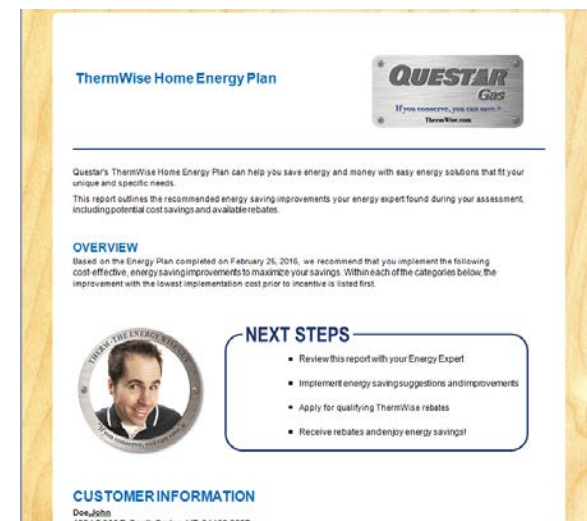 ThermWise Home Energy Plan
QUESTAR
Gas
If you conserve, you can save.®
ThermWise.com
Questar's ThermWise Home Energy Plan can help you save energy and money with easy energy solutions that fit your
unique and specific needs.
This report outlines the recommended energy saving improvements your energy expert found during your assessment,
including potential cost savings and available rebates.
OVERVIEW
Based on the Energy Plan completed on February 25, 2016, we recommend that you implement the following
cost-effective, energy saving improvements to maximize your savings. Within each of the categories below, the
improvement with the lowest implementation cost prior to incentive is listed first.
THERM-THE ENERGY WISE GUY
If you conserve, you can save.
NEXT STEPS
▪ Review this report with your Energy Expert
▪ Implement energy saving suggestions and improvements
▪ Apply for qualifying ThermWise rebates
▪ Receive rebates and enjoy energy savings!
CUSTOMER INFORMATION
Doe, John